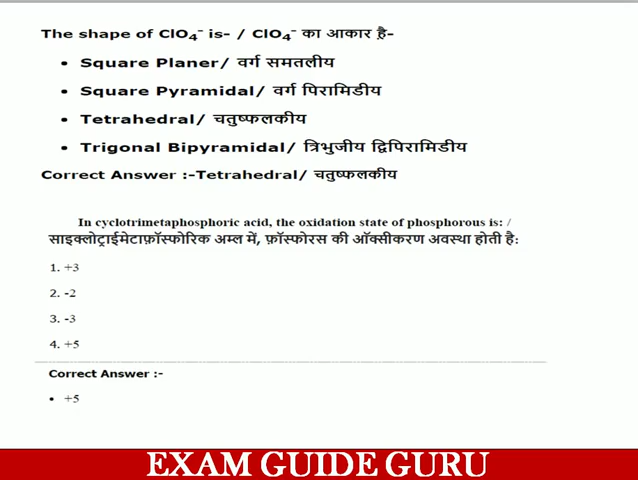 The shape of ClO4⁻ is- / ClO4⁻ का आकार है-
• Square Planer/ वर्ग समतलीय
• Square Pyramidal/ वर्ग पिरामिडीय
• Tetrahedral/ चतुष्फलकीय
• Trigonal Bipyramidal/ त्रिभुजीय द्विपिरामिडीय
Correct Answer :-Tetrahedral/ चतुष्फलकीय
In cyclotrimetaphosphoric acid, the oxidation state of phosphorous is: /
साइक्लोट्राईमेटाफ़ॉस्फोरिक अम्ल में, फ़ॉस्फोरस की ऑक्सीकरण अवस्था होती है:
1. +3
2. -2
3. -3
4. +5
Correct Answer :-
• +5
EXAM GUIDE GURU